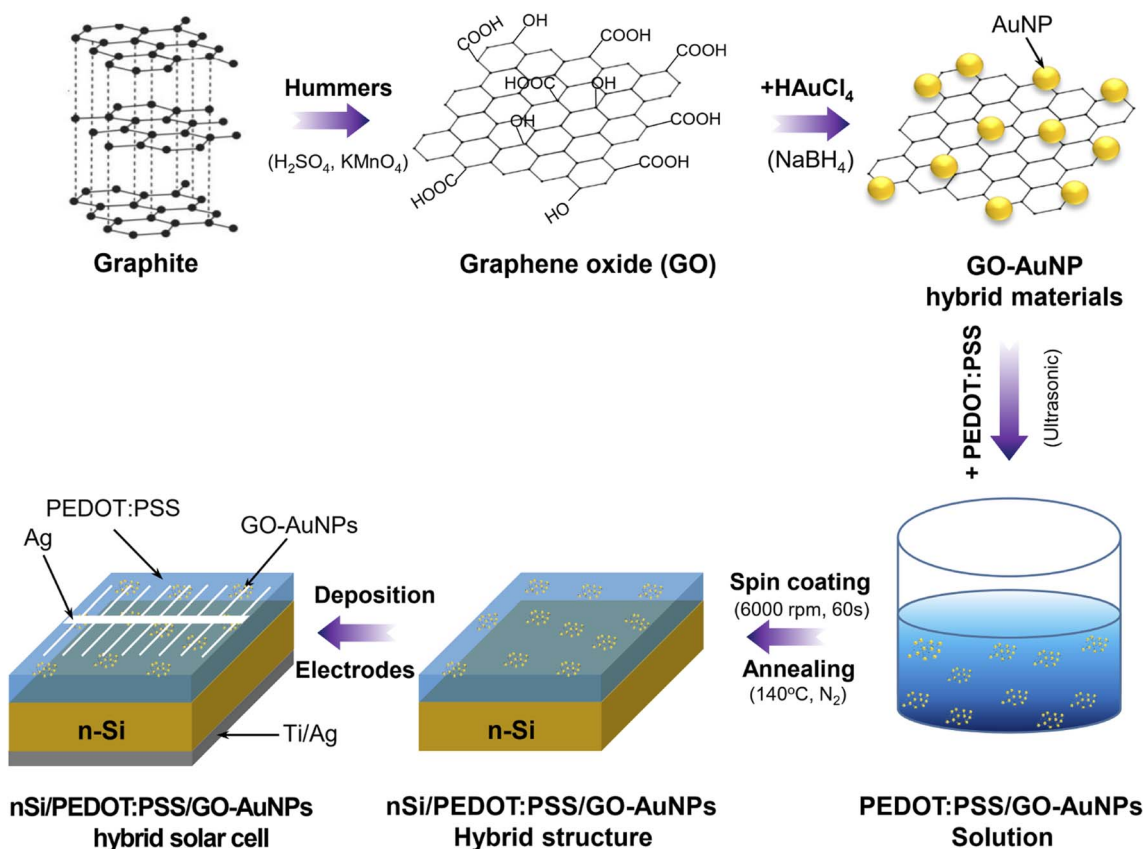 COOH
OH
COOH
COOH
HOOC
OH
OH
COOH
COOH
HOOC
HO
Graphite
Hummers
(H₂SO₄, KMnO₄)
Graphene oxide (GO)
+HAuCl₄
(NaBH₄)
AuNP
GO-AuNP
hybrid materials
+ PEDOT:PSS
(Ultrasonic)
PEDOT:PSS/GO-AuNPs
Solution
Spin coating
(6000 rpm, 60s)
Annealing
(140°C, N₂)
n-Si
nSi/PEDOT:PSS/GO-AuNPs
Hybrid structure
Deposition
Electrodes
PEDOT:PSS
Ag
GO-AuNPs
n-Si
Ti/Ag
nSi/PEDOT:PSS/GO-AuNPs
hybrid solar cell